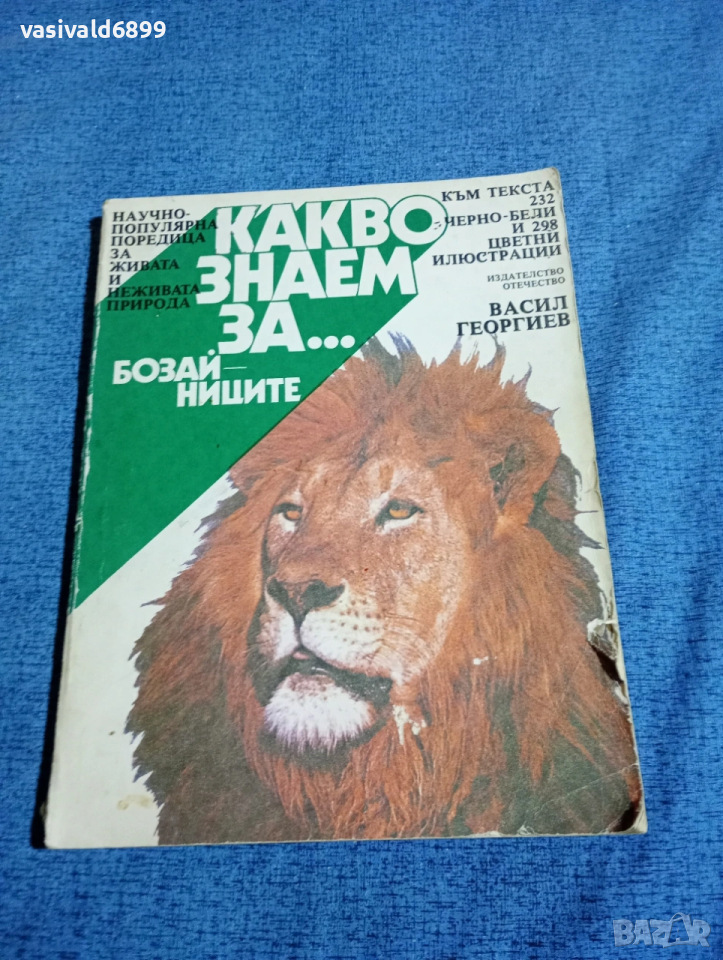 vasivald6899
НАУЧНО-
ПОПУЛЯРНА
ПОРЕДИЦА
ЗА
ЖИВАТА
И
НЕЖИВАТА
ПРИРОДА
КАКВО
ЗНАЕМ
ЗА...
БОЗАЙ-
НИЦИТЕ
КЪМ ТЕКСТА
232
ЧЕРНО-БЕЛИ
И 298
ЦВЕТНИ
ИЛЮСТРАЦИИ
ИЗДАТЕЛСТВО
ОТЕЧЕСТВО
ВАСИЛ
ГЕОРГИЕВ
BAZAR